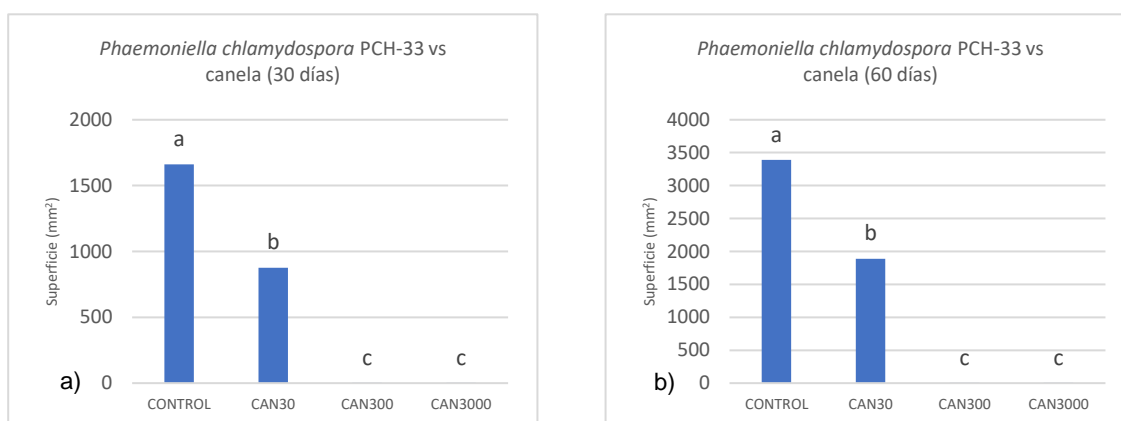 Phaemoniella chlamydospora PCH-33 vs
canela (30 días)
2000
1500
1000
500
0
Superficie (mm²)
a
b
c
c
a)
CONTROL
CAN30
CAN300
CAN3000
Phaemoniella chlamydospora PCH-33 vs
canela (60 días)
4000
3500
3000
2500
2000
1500
1000
500
0
Superficie (mm²)
a
b
c
c
b)
CONTROL
CAN30
CAN300
CAN3000